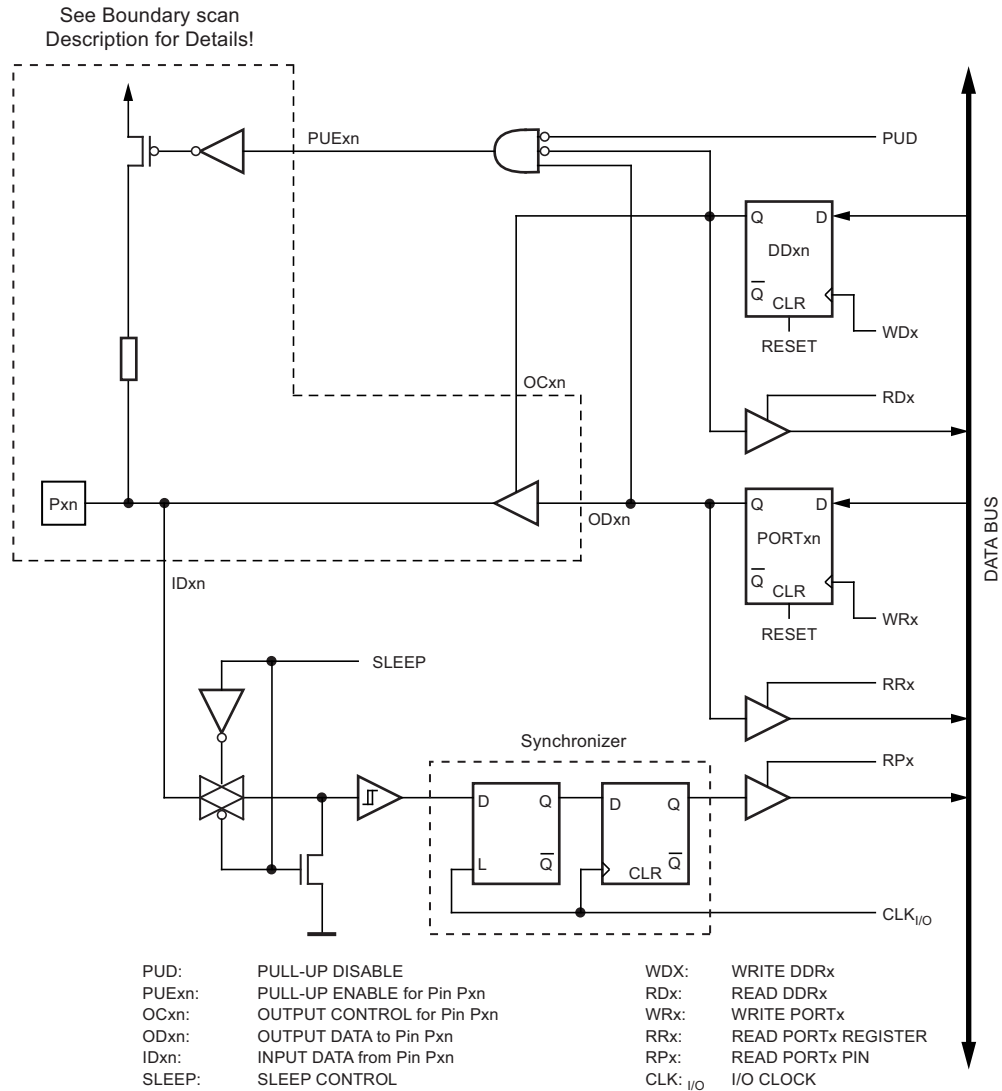 See Boundary scan
Description for Details!
PUExn
PUD
Q D
DDxn
Q
CLR
WDx
RESET
OCxn
RDx
Pxn
ODxn
Q D
PORTxn
Q
CLR
IDxn
WRx
RESET
SLEEP
RRx
Synchronizer
RPx
D Q
D Q
L Q
Q
CLR
CLK I/O
DATA BUS
PUD: PULL-UP DISABLE
PUExn: PULL-UP ENABLE for Pin Pxn
OCxn: OUTPUT CONTROL for Pin Pxn
ODxn: OUTPUT DATA to Pin Pxn
IDxn: INPUT DATA from Pin Pxn
SLEEP: SLEEP CONTROL
WDX: WRITE DDRx
RDx: READ DDRx
WRx: WRITE PORTx
RRx: READ PORTx REGISTER
RPx: READ PORTx PIN
CLK: I/O I/O CLOCK